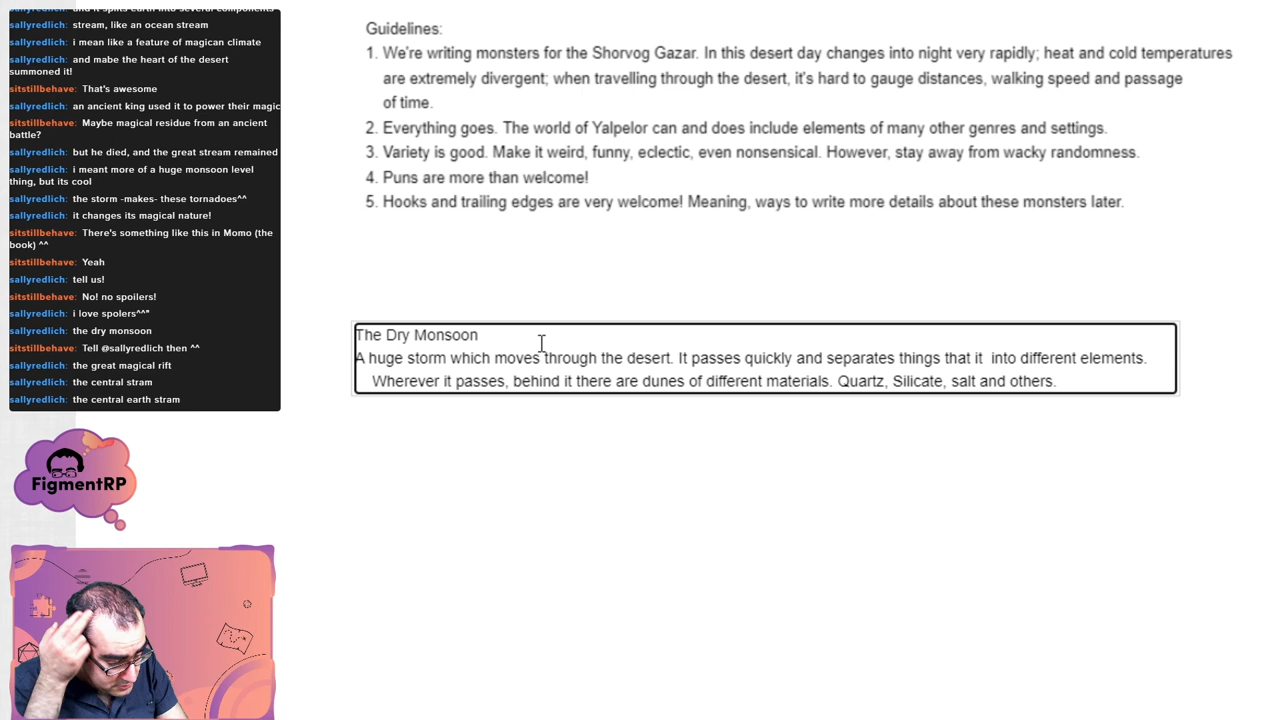 and it splits earth into several components
sallyredlich: stream, like an ocean stream
sallyredlich: i mean like a feature of magican climate
sallyredlich: and mabe the heart of the desert
summoned it!
sitstillbehave: That's awesome
sallyredlich: an ancient king used it to power their magic
sitstillbehave: Maybe magical residue from an ancient
battle?
sallyredlich: but he died, and the great stream remained
sallyredlich: i meant more of a huge monsoon level
thing, but its cool
sallyredlich: the storm -makes- these tornadoes^^
sallyredlich: it changes its magical nature!
sitstillbehave: There's something like this in Momo (the
book) ^^
sitstillbehave: Yeah
sallyredlich: tell us!
sitstillbehave: No! no spoilers!
sallyredlich: i love spolers^^"
sallyredlich: the dry monsoon
sitstillbehave: Tell @sallyredlich then ^^
sallyredlich: the great magical rift
sallyredlich: the central stram
sallyredlich: the central earth stram
FigmentRP
Guidelines:
1. We're writing monsters for the Shorvog Gazar. In this desert day changes into night very rapidly; heat and cold temperatures
are extremely divergent; when travelling through the desert, it's hard to gauge distances, walking speed and passage
of time.
2. Everything goes. The world of Yalpelor can and does include elements of many other genres and settings.
3. Variety is good. Make it weird, funny, eclectic, even nonsensical. However, stay away from wacky randomness.
4. Puns are more than welcome!
5. Hooks and trailing edges are very welcome! Meaning, ways to write more details about these monsters later.
The Dry Monsoon
A huge storm which moves through the desert. It passes quickly and separates things that it  into different elements.
Wherever it passes, behind it there are dunes of different materials. Quartz, Silicate, salt and others.